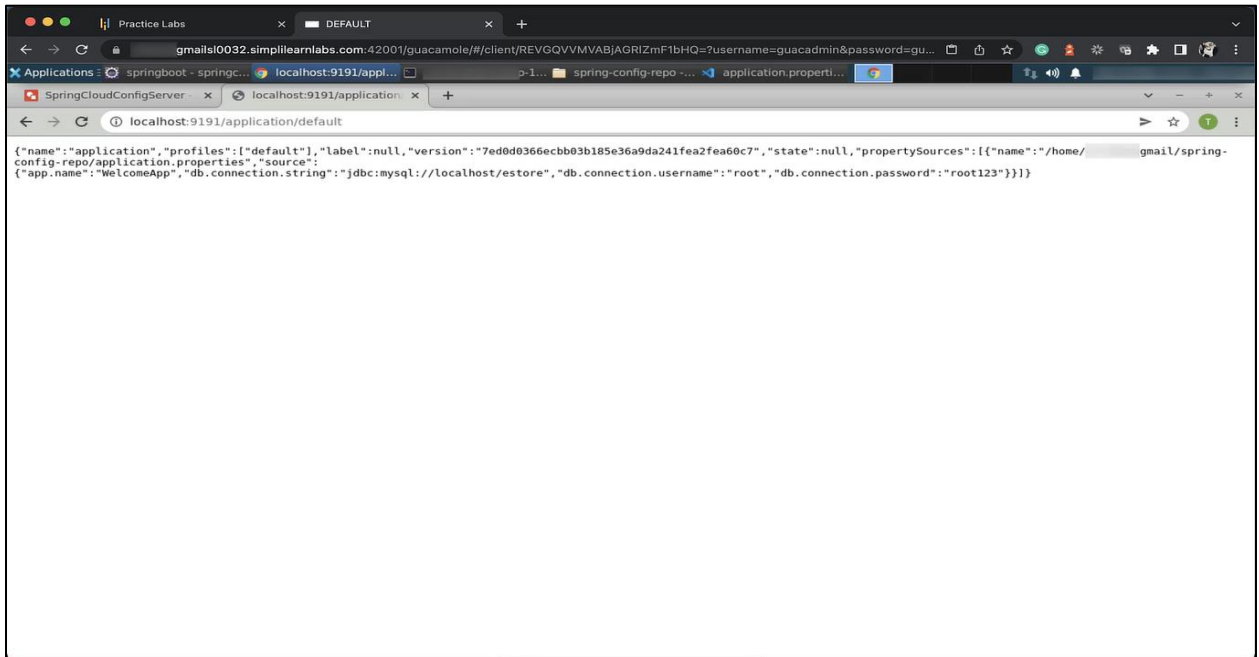 Practice Labs
DEFAULT
gmailsl0032.simplilearnlabs.com:42001/guacamole/#/client/REVGQVVMVABjAGRIZmF1bHQ=?username=guacadmin&password=gu...
Applications springboot - springc... localhost:9191/appl... p-1... spring-config-repo -... application.properti...
SpringCloudConfigServer - localhost:9191/application
localhost:9191/application/default
T
{"name":"application","profiles":["default"],"label":null,"version":"7ed0d0366ecbb03b185e36a9da241fea2fea60c7","state":null,"propertySources":[{"name":"/home/ gmail/spring-
config-repo/application.properties","source":
{"app.name":"WelcomeApp","db.connection.string":"jdbc:mysql://localhost/estore","db.connection.username":"root","db.connection.password":"root123"}}]}